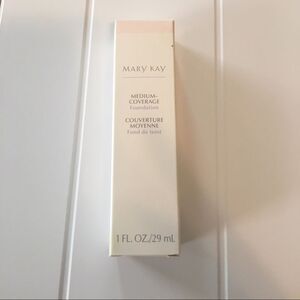 MARY KAY
MEDIUM-
COVERAGE
Foundation
COUVERTURE
MOYENNE
Fond de teint
1 FL. OZ./29 mL